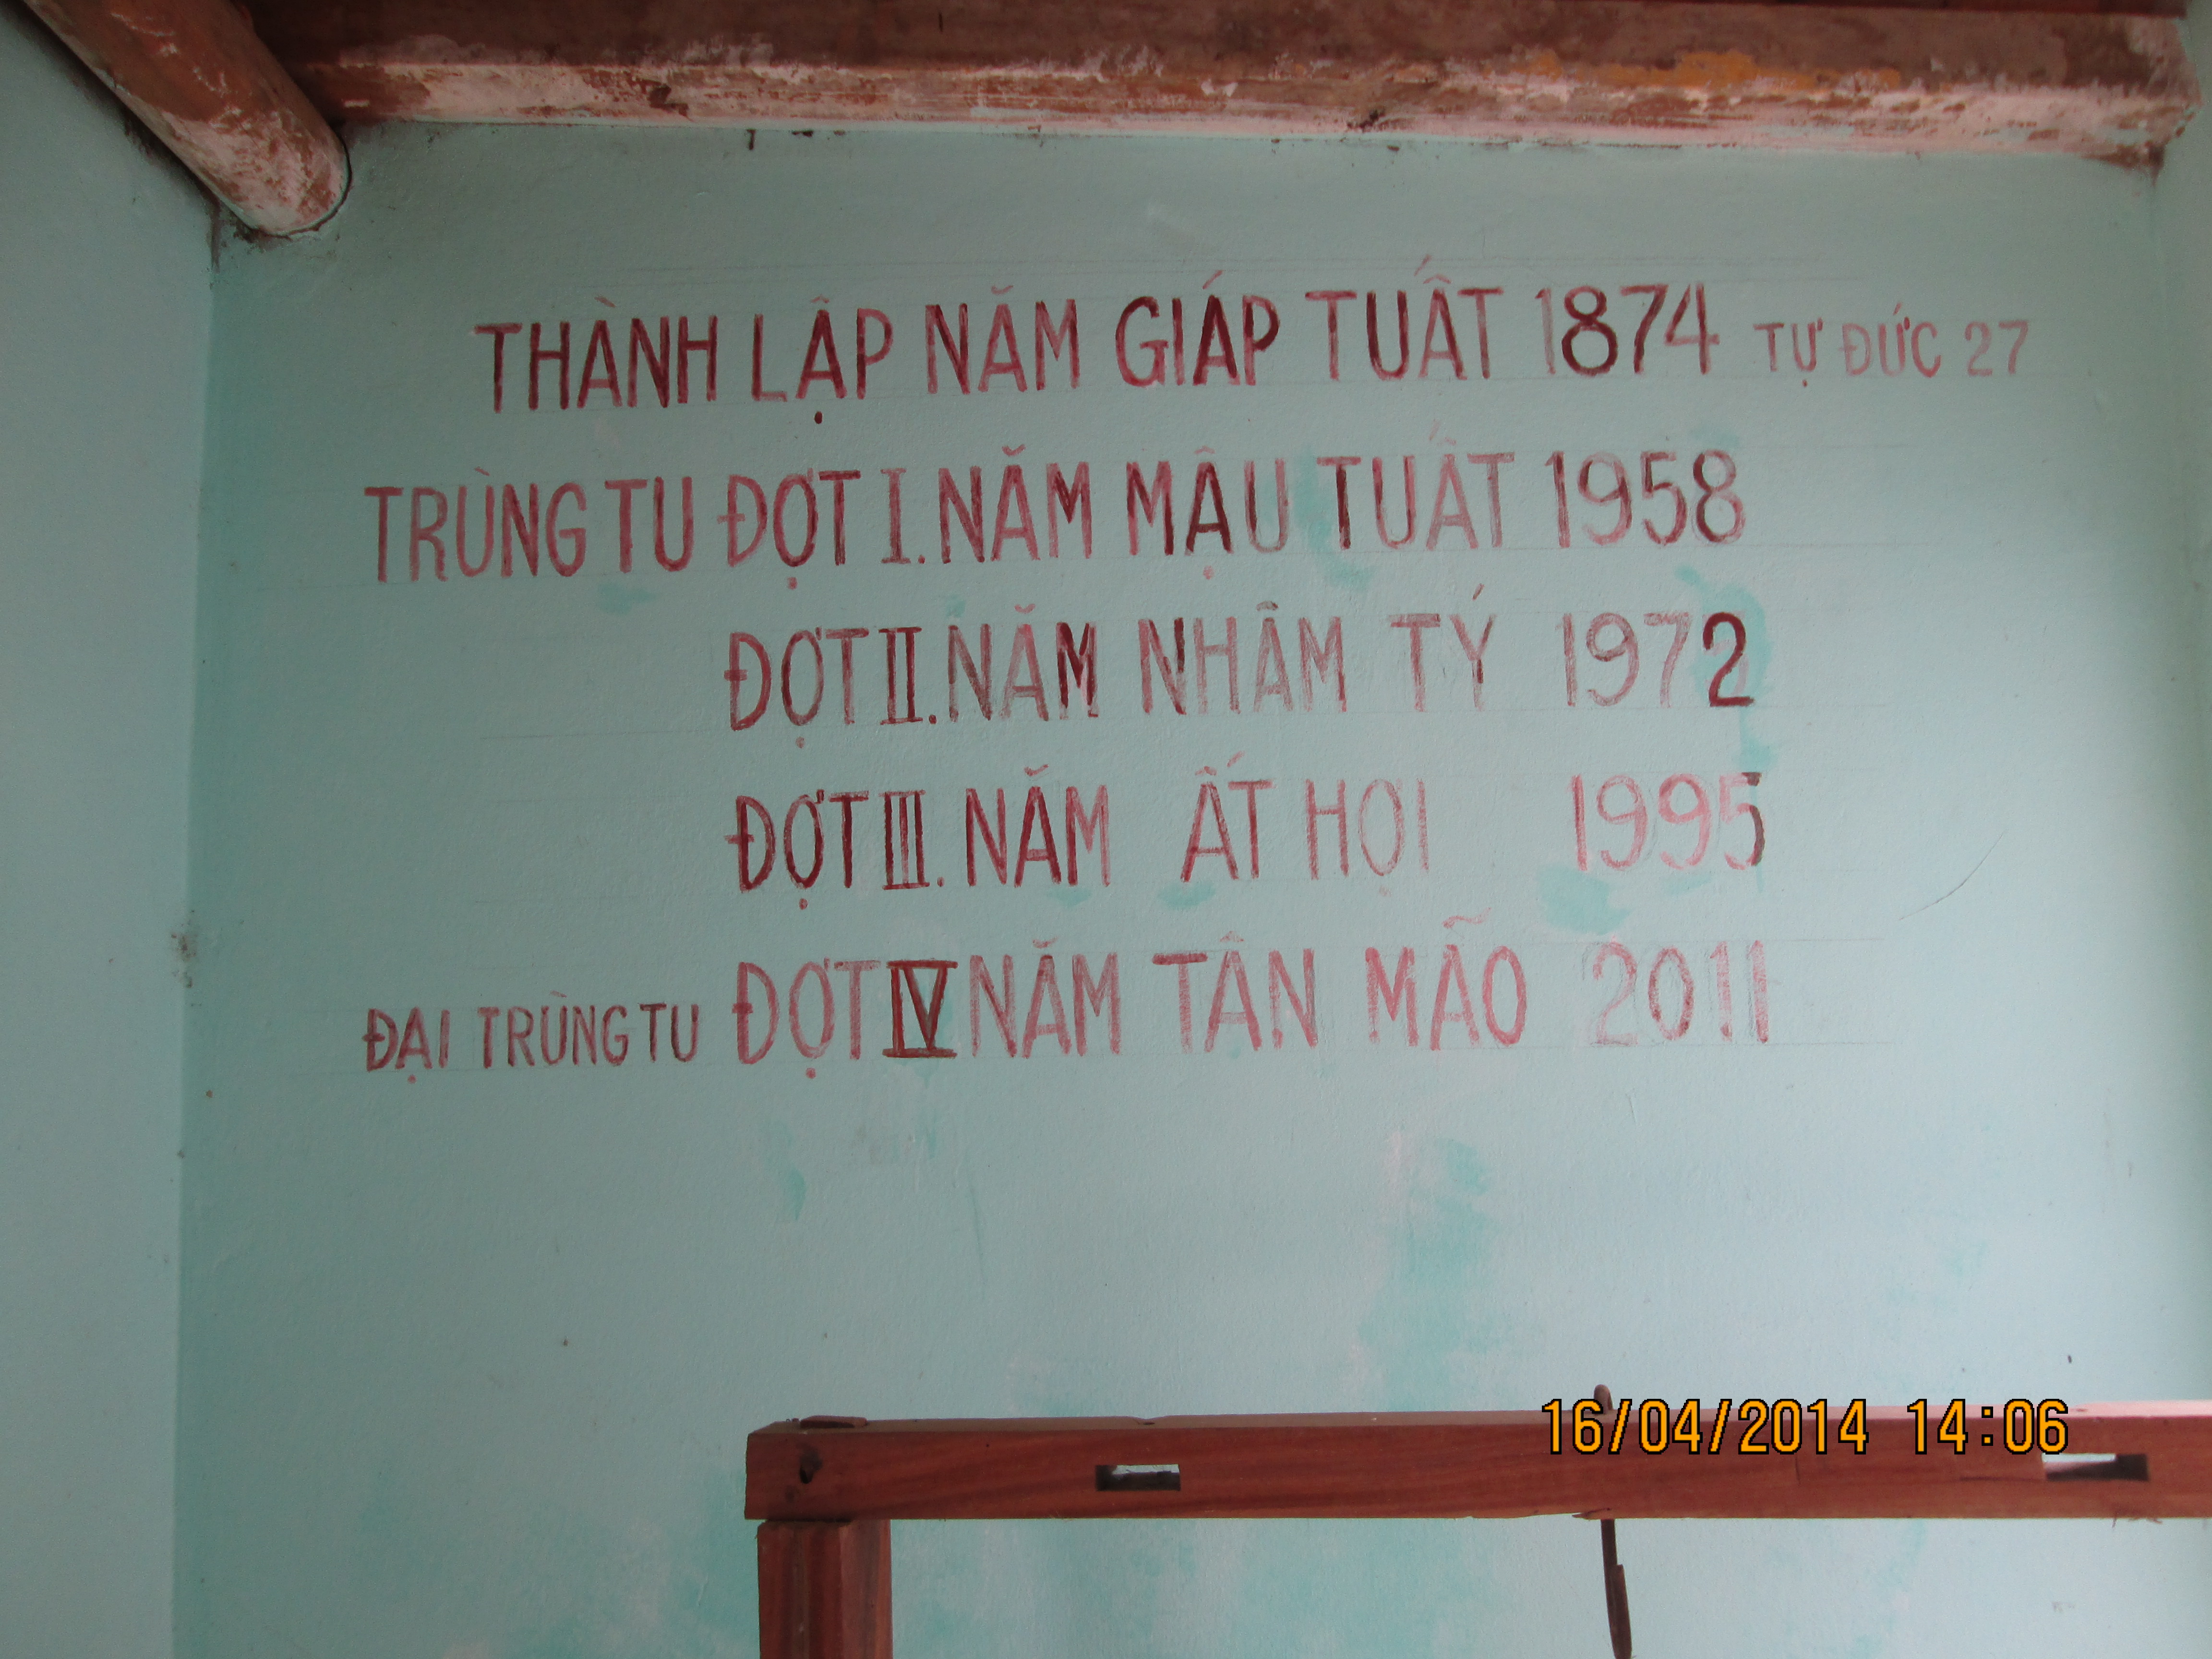 THÀNH LẬP NĂM GIÁP TUẤT 1874 TỰ ĐỨC 27
TRÙNG TU ĐỢT I. NĂM MẬU TUẤT 1958
ĐỢT II. NĂM NHÂM TÝ 1972
ĐỢT III. NĂM ẤT HỢI 1995
ĐẠI TRÙNG TU ĐỢT IV NĂM TÂN MÃO 2011
16/04/2014 14:06